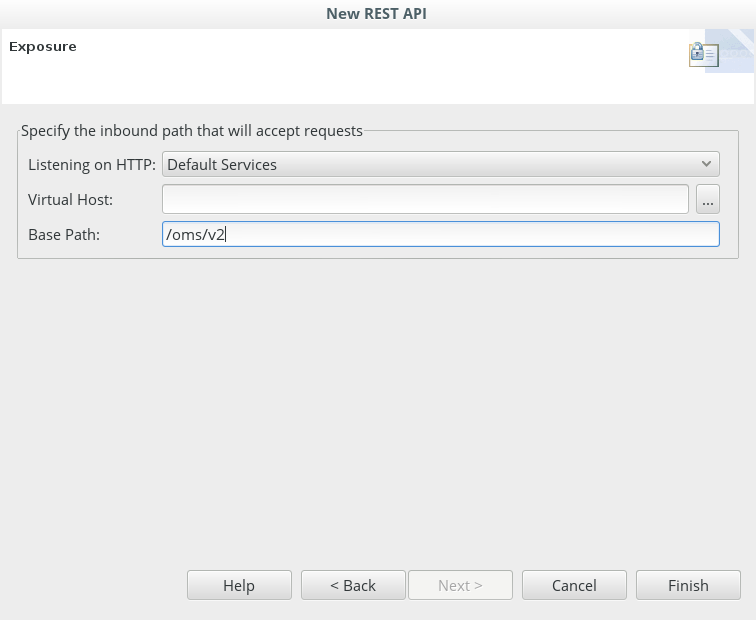 New REST API
Exposure
Specify the inbound path that will accept requests
Listening on HTTP: Default Services
Virtual Host: ...
Base Path: /oms/v2
Help < Back Next > Cancel Finish